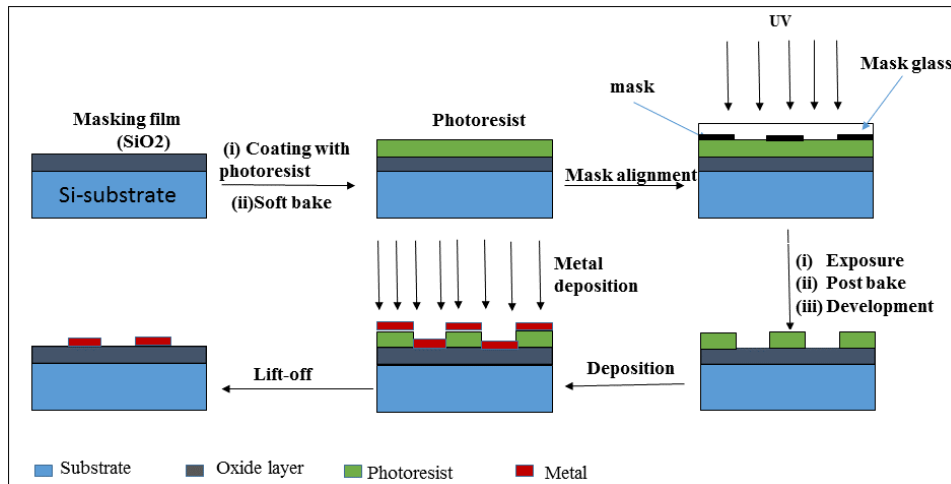 UV
Mask glass
mask
Masking film
(SiO2)
Photoresist
(i) Coating with
photoresist
(ii)Soft bake
Si-substrate
Mask alignment
Metal
deposition
(i) Exposure
(ii) Post bake
(iii) Development
Deposition
Lift-off
Substrate
Oxide layer
Photoresist
Metal